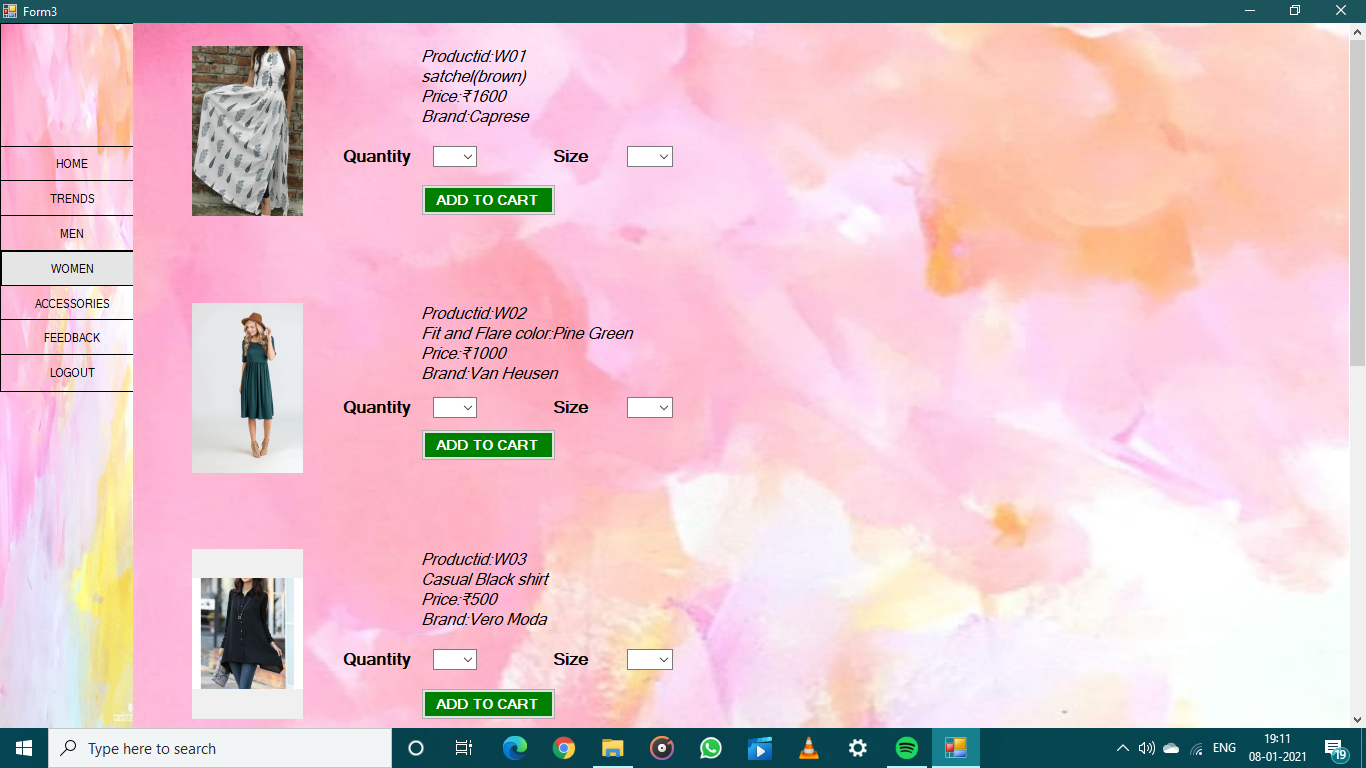 Form3
HOME
TRENDS
MEN
WOMEN
ACCESSORIES
FEEDBACK
LOGOUT
Productid:W01
satchel(brown)
Price:₹1600
Brand:Caprese
Quantity
Size
ADD TO CART
Productid:W02
Fit and Flare color:Pine Green
Price:₹1000
Brand:Van Heusen
Quantity
Size
ADD TO CART
Productid:W03
Casual Black shirt
Price:₹500
Brand:Vero Moda
Quantity
Size
ADD TO CART
Type here to search
ENG
19:11
08-01-2021
19